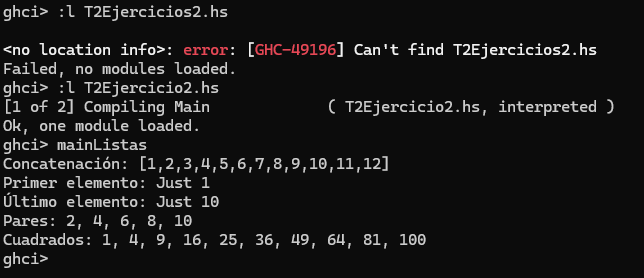 ghci> :l T2Ejercicios2.hs
<no location info>: error: [GHC-49196] Can't find T2Ejercicios2.hs
Failed, no modules loaded.
ghci> :l T2Ejercicio2.hs
[1 of 2] Compiling Main             ( T2Ejercicio2.hs, interpreted )
Ok, one module loaded.
ghci> mainListas
Concatenación: [1,2,3,4,5,6,7,8,9,10,11,12]
Primer elemento: Just 1
Último elemento: Just 10
Pares: 2, 4, 6, 8, 10
Cuadrados: 1, 4, 9, 16, 25, 36, 49, 64, 81, 100
ghci>